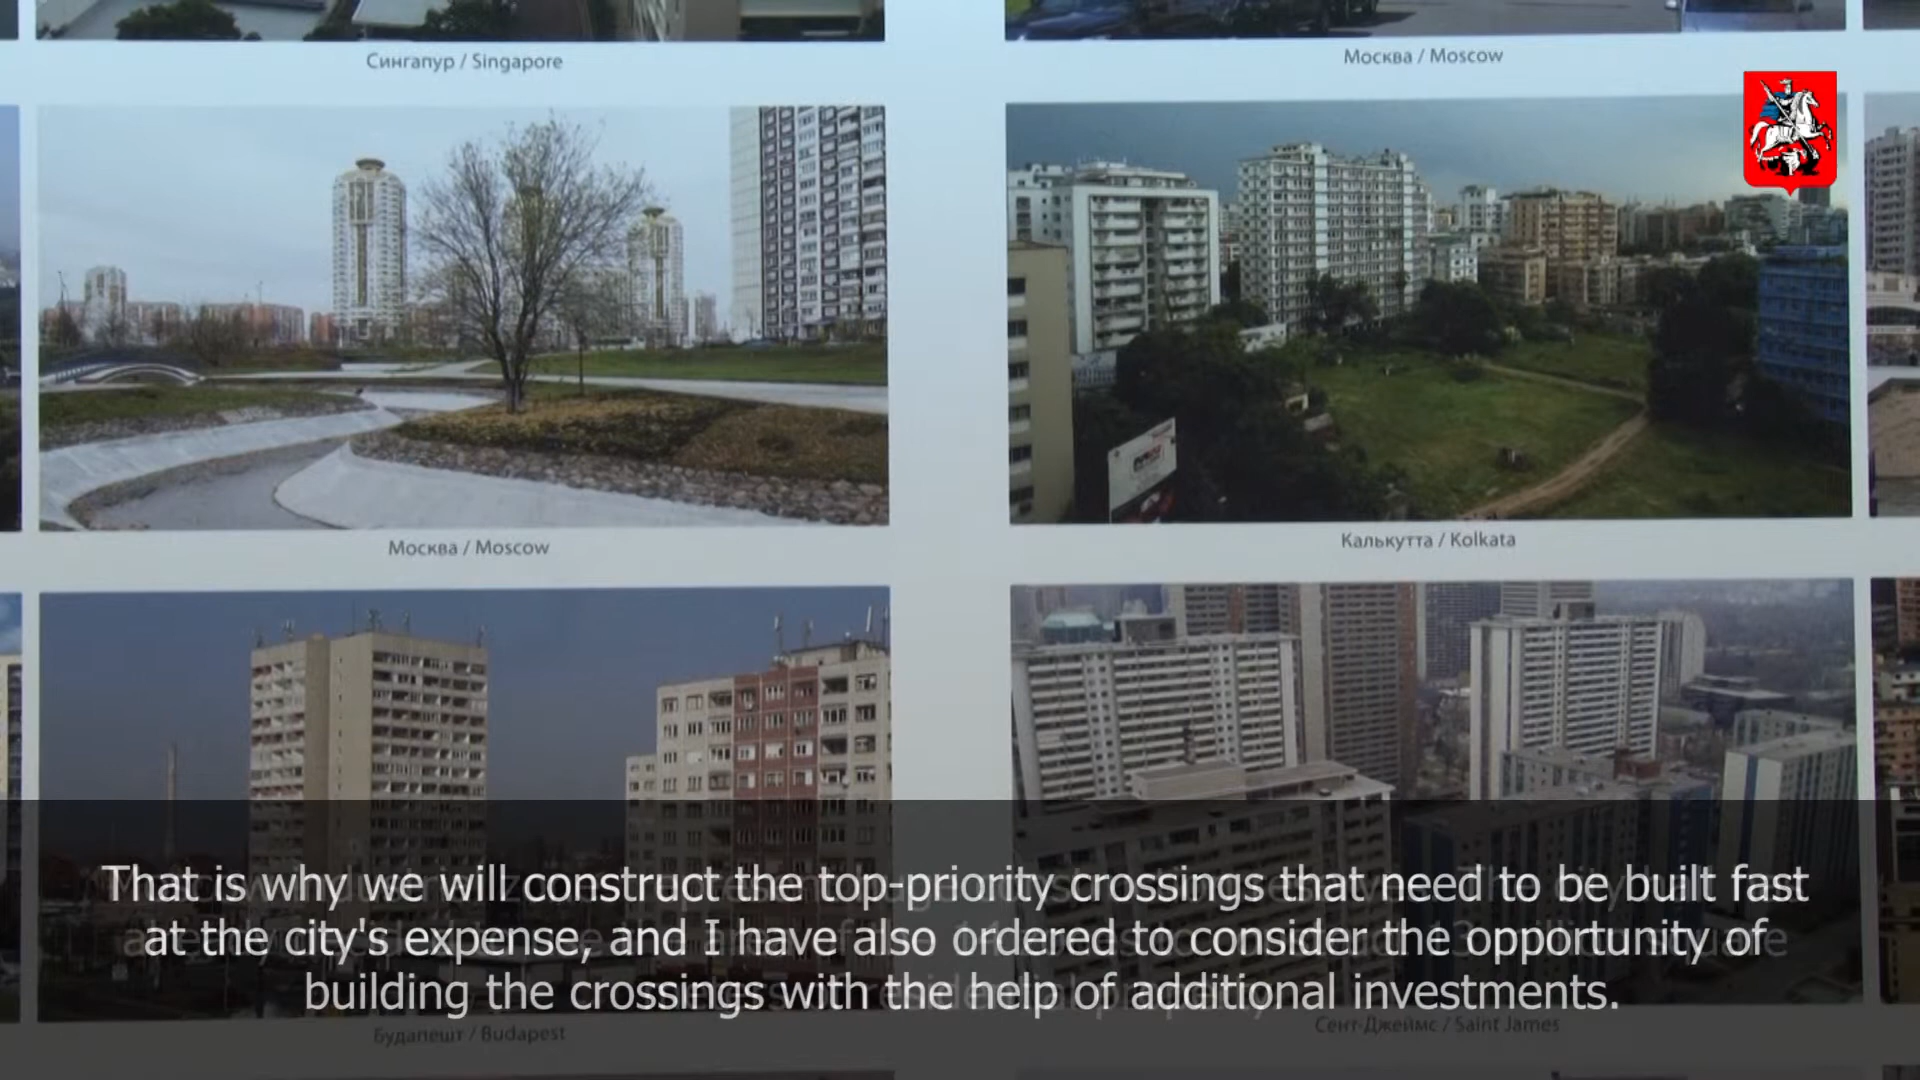 Сингапур / Singapore
Москва / Moscow
Москва / Moscow
Калькутта / Kolkata
That is why we will construct the top-priority crossings that need to be built fast
at the city's expense, and I have also ordered to consider the opportunity of
building the crossings with the help of additional investments.
Будапешт / Budapest
Сент-Джеймс / Saint James